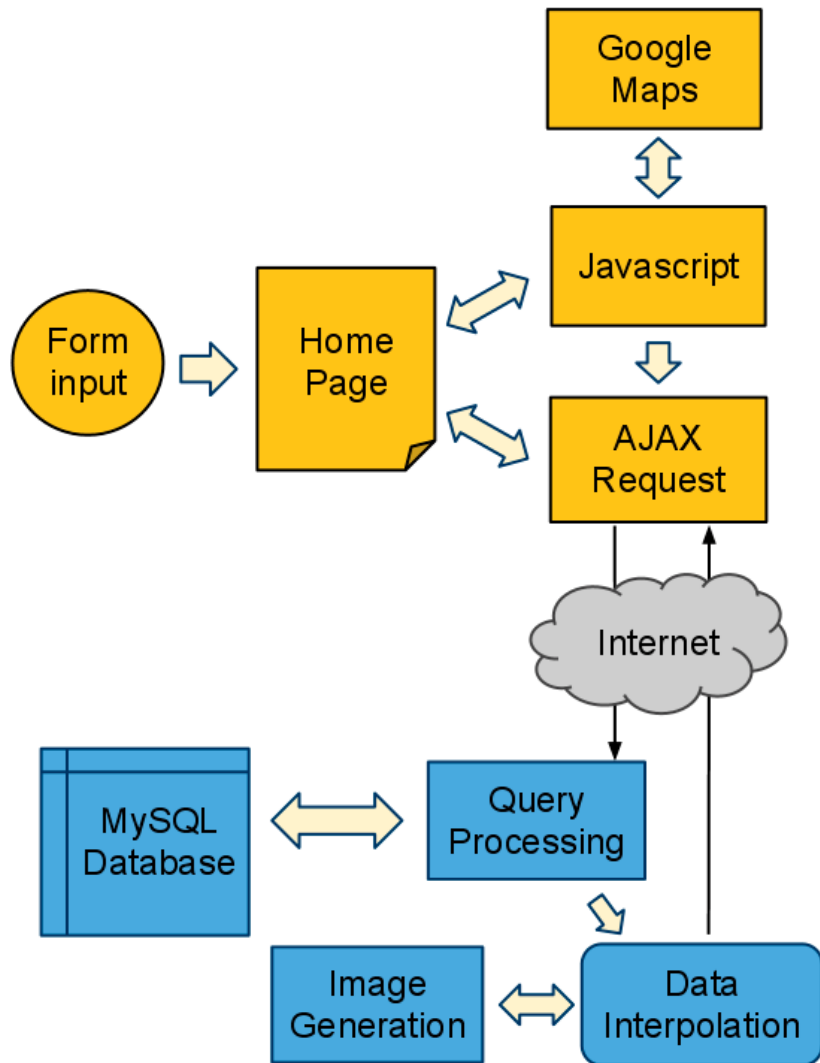 Google
Maps
Javascript
Form
input
Home
Page
AJAX
Request
Internet
MySQL
Database
Query
Processing
Image
Generation
Data
Interpolation